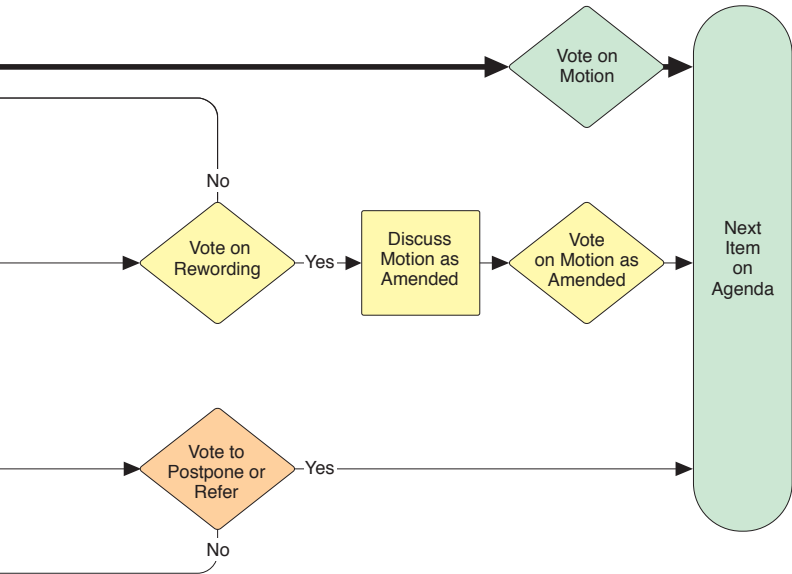 Vote on
Motion
No
Vote on
Rewording
Yes
Discuss
Motion as
Amended
Vote
on Motion as
Amended
Next
Item
on
Agenda
Vote to
Postpone or
Refer
Yes
No